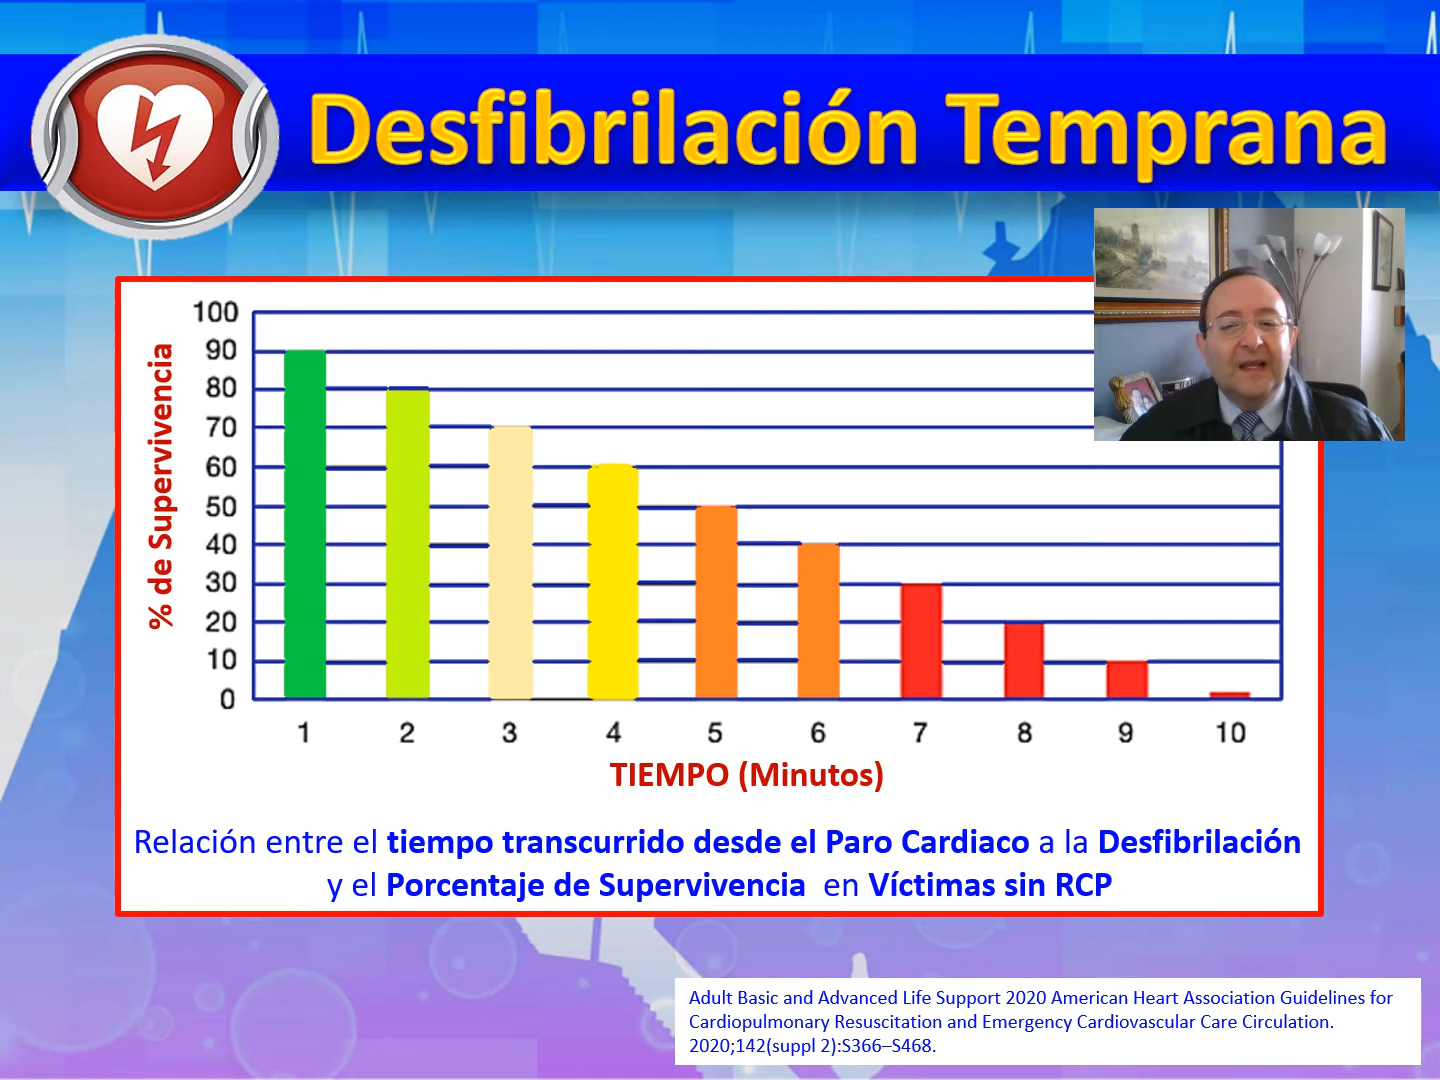 Desfibrilación Temprana
% de Supervivencia
100
90
80
70
60
50
40
30
20
10
0
1 2 3 4 5 6 7 8 9 10
TIEMPO (Minutos)
Relación entre el tiempo transcurrido desde el Paro Cardiaco a la Desfibrilación
y el Porcentaje de Supervivencia en Víctimas sin RCP
Adult Basic and Advanced Life Support 2020 American Heart Association Guidelines for
Cardiopulmonary Resuscitation and Emergency Cardiovascular Care Circulation.
2020;142(suppl 2):S366–S468.